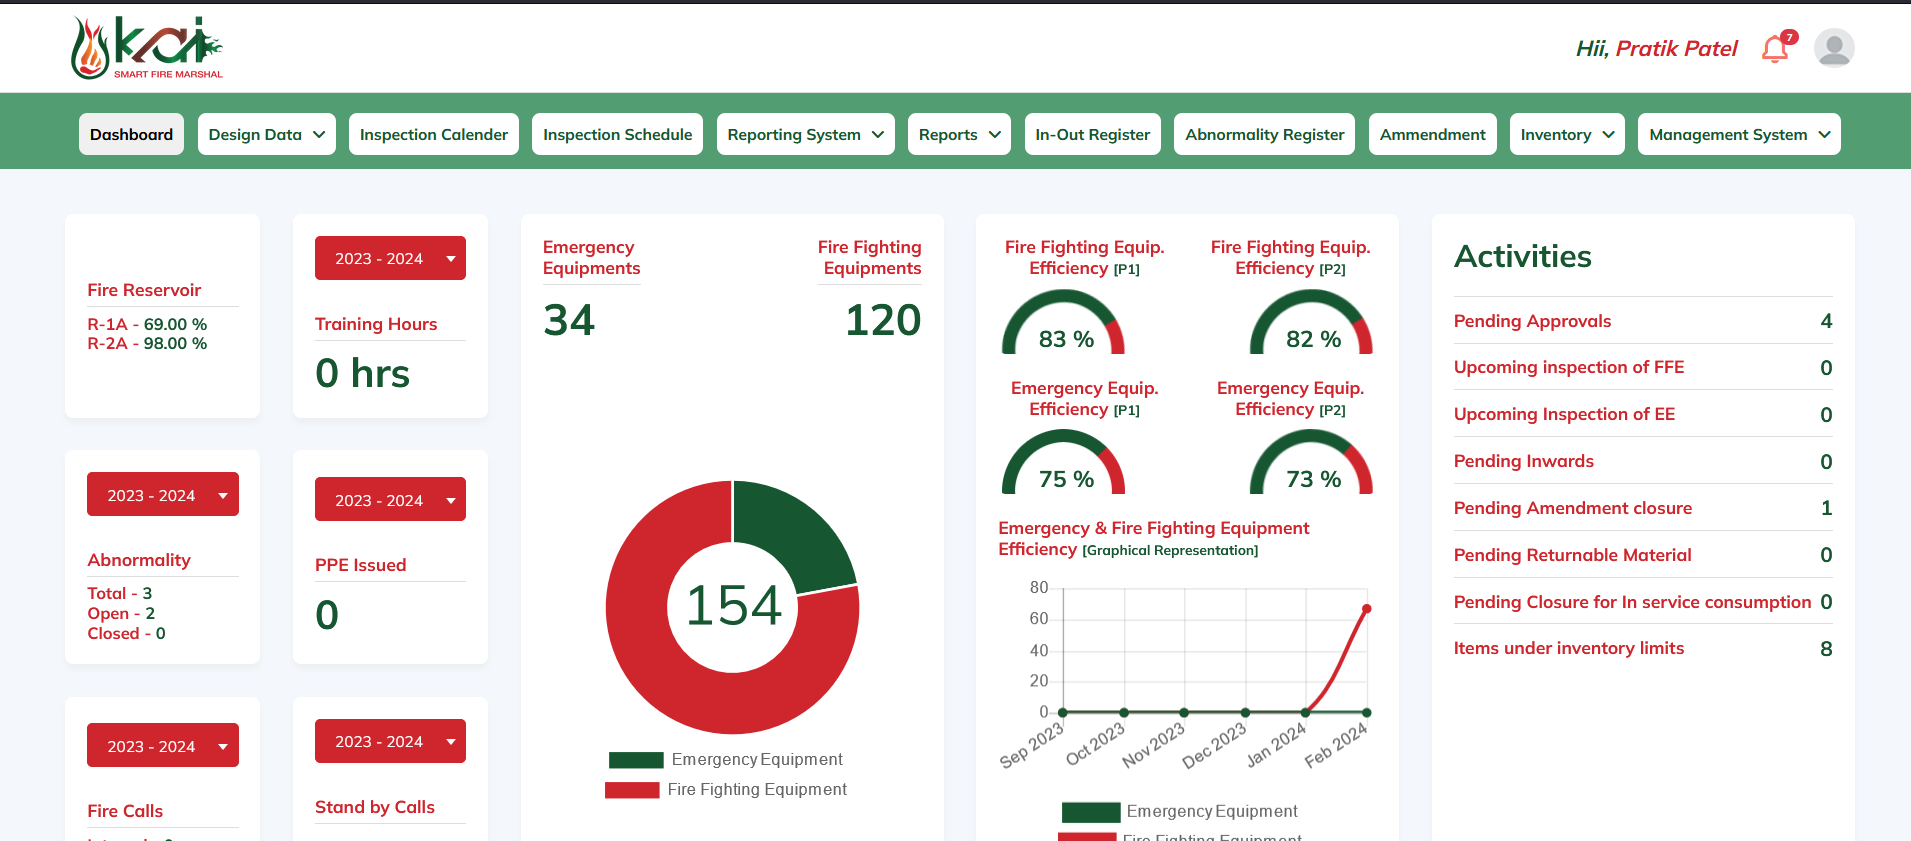 kai
SMART FIRE MARSHAL
Hii, Pratik Patel
7
Dashboard
Design Data
Inspection Calender
Inspection Schedule
Reporting System
Reports
In-Out Register
Abnormality Register
Ammendment
Inventory
Management System
Fire Reservoir
R-1A - 69.00 %
R-2A - 98.00 %
2023 - 2024
Training Hours
0 hrs
2023 - 2024
Abnormality
Total - 3
Open - 2
Closed - 0
2023 - 2024
PPE Issued
0
2023 - 2024
Fire Calls
2023 - 2024
Stand by Calls
Emergency
Equipments
34
Fire Fighting
Equipments
120
154
Emergency Equipment
Fire Fighting Equipment
Fire Fighting Equip.
Efficiency [P1]
83 %
Fire Fighting Equip.
Efficiency [P2]
82 %
Emergency Equip.
Efficiency [P1]
75 %
Emergency Equip.
Efficiency [P2]
73 %
Emergency & Fire Fighting Equipment
Efficiency [Graphical Representation]
80
60
40
20
0
Sep 2023
Oct 2023
Nov 2023
Dec 2023
Jan 2024
Feb 2024
Emergency Equipment
Fire Fighting Equipment
Activities
Pending Approvals 4
Upcoming inspection of FFE 0
Upcoming Inspection of EE 0
Pending Inwards 0
Pending Amendment closure 1
Pending Returnable Material 0
Pending Closure for In service consumption 0
Items under inventory limits 8